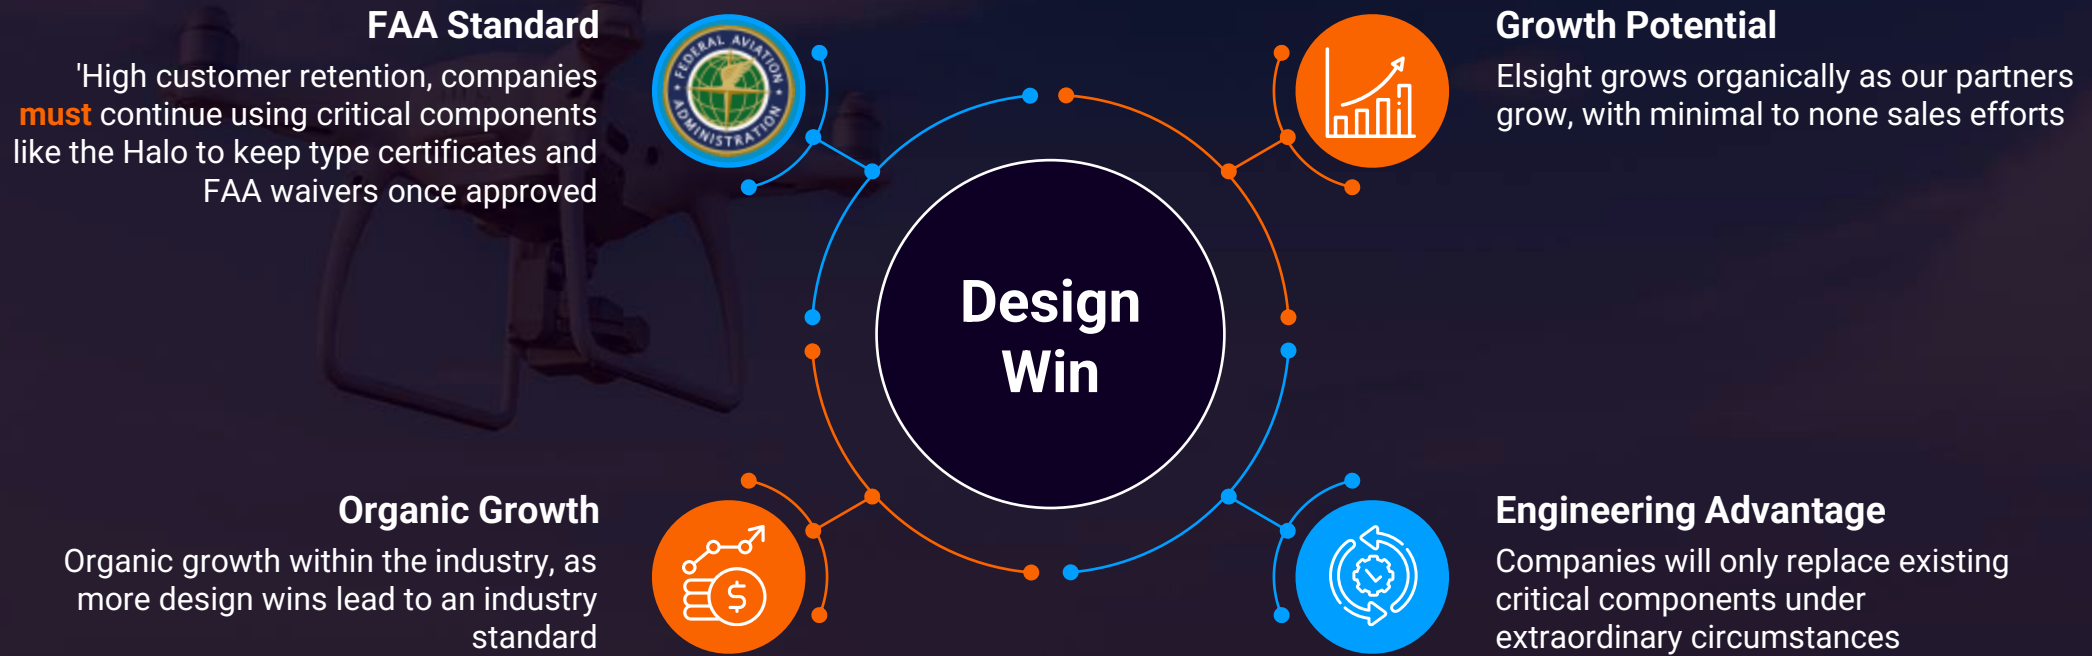 FAA Standard
'High customer retention, companies
must continue using critical components
like the Halo to keep type certificates and
FAA waivers once approved
FEDERAL AVIATION
ADMINISTRATION
Growth Potential
Elsight grows organically as our partners
grow, with minimal to none sales efforts
Design
Win
Organic Growth
Organic growth within the industry, as
more design wins lead to an industry
standard
$
Engineering Advantage
Companies will only replace existing
critical components under
extraordinary circumstances